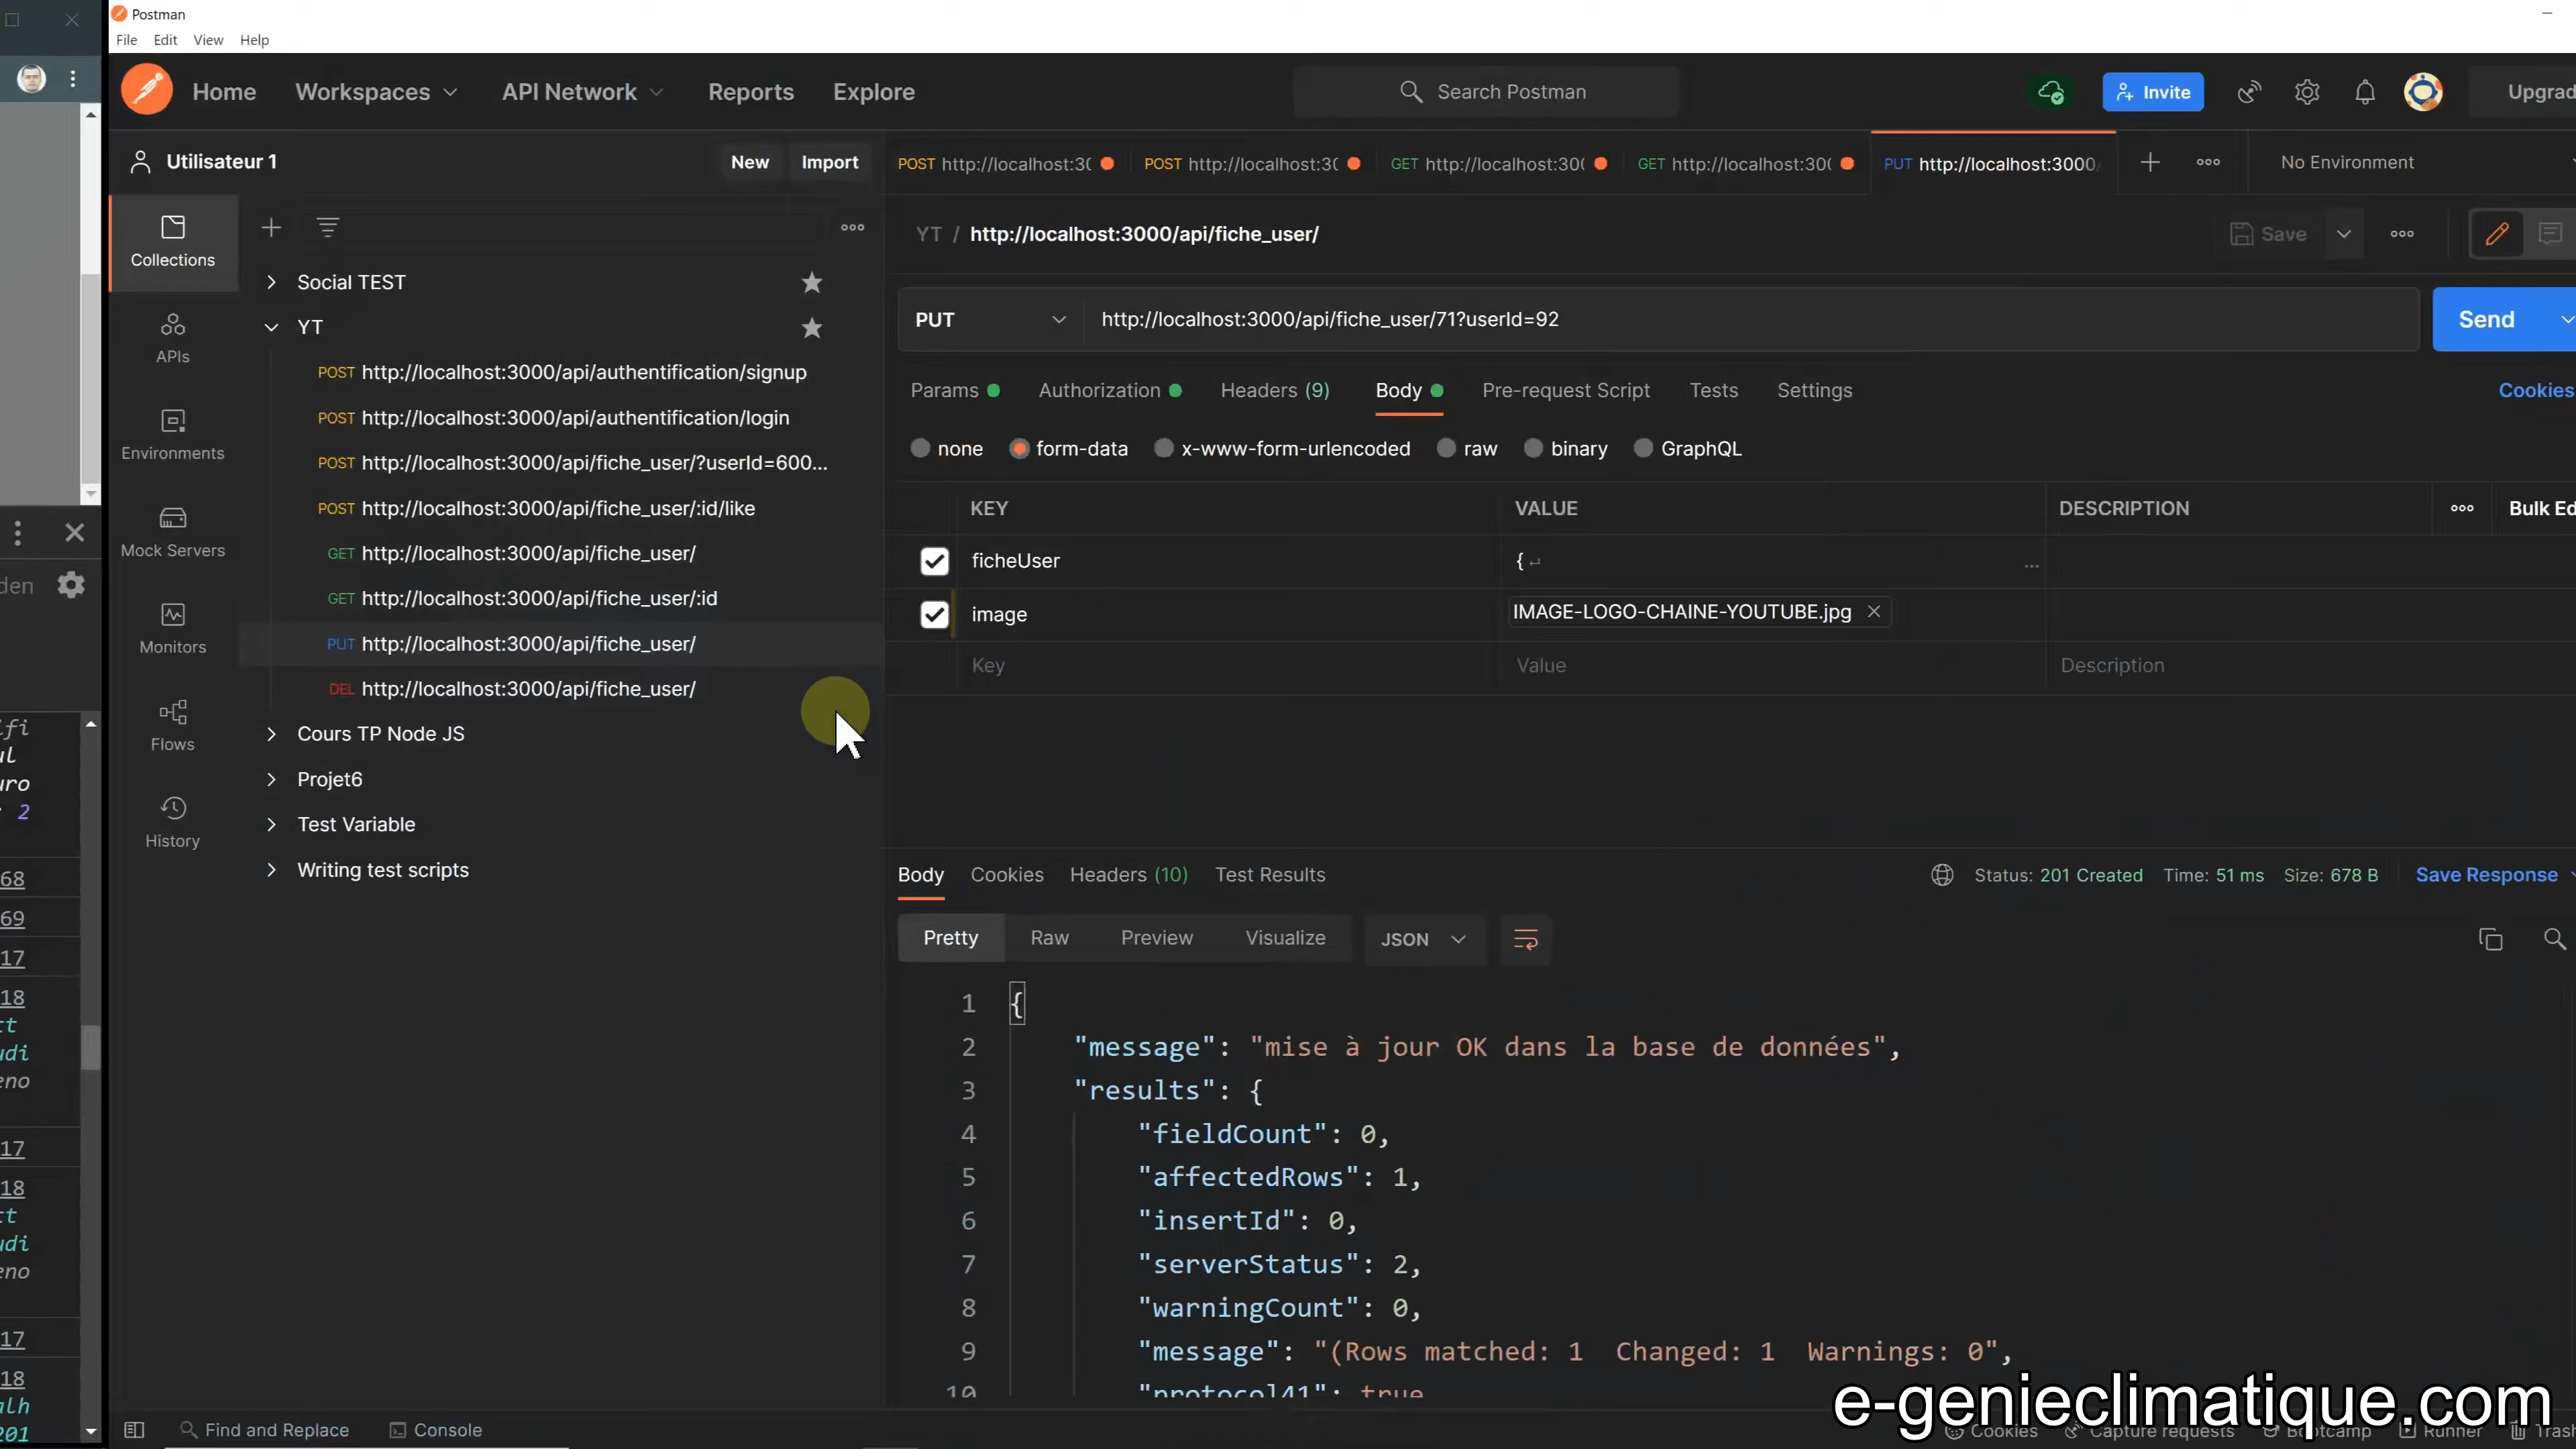 Postman
File Edit View Help
Home Workspaces API Network Reports Explore Search Postman Invite
Utilisateur 1 New Import
POST http://localhost:30 POST http://localhost:30 GET http://localhost:300 GET http://localhost:300 PUT http://localhost:3000/ No Environment
Collections
APIs
Environments
Mock Servers
Monitors
Flows
History
Social TEST
YT
POST http://localhost:3000/api/authentification/signup
POST http://localhost:3000/api/authentification/login
POST http://localhost:3000/api/fiche_user/?userId=600...
POST http://localhost:3000/api/fiche_user/:id/like
GET http://localhost:3000/api/fiche_user/
GET http://localhost:3000/api/fiche_user/:id
PUT http://localhost:3000/api/fiche_user/
DEL http://localhost:3000/api/fiche_user/
Cours TP Node JS
Projet6
Test Variable
Writing test scripts
YT / http://localhost:3000/api/fiche_user/ Save
PUT http://localhost:3000/api/fiche_user/71?userId=92 Send
Params Authorization Headers (9) Body Pre-request Script Tests Settings Cookies
none form-data x-www-form-urlencoded raw binary GraphQL
KEY VALUE DESCRIPTION Bulk Ed
ficheUser {
image IMAGE-LOGO-CHAINE-YOUTUBE.jpg
Key Value Description
Body Cookies Headers (10) Test Results Status: 201 Created Time: 51 ms Size: 678 B Save Response
Pretty Raw Preview Visualize JSON
1 {
2 "message": "mise à jour OK dans la base de données",
3 "results": {
4 "fieldCount": 0,
5 "affectedRows": 1,
6 "insertId": 0,
7 "serverStatus": 2,
8 "warningCount": 0,
9 "message": "(Rows matched: 1 Changed: 1 Warnings: 0",
10 "protocol41": true
e-genieclimatique.com
Find and Replace Console Cookies Capture requests Bootcamp Runner Trash